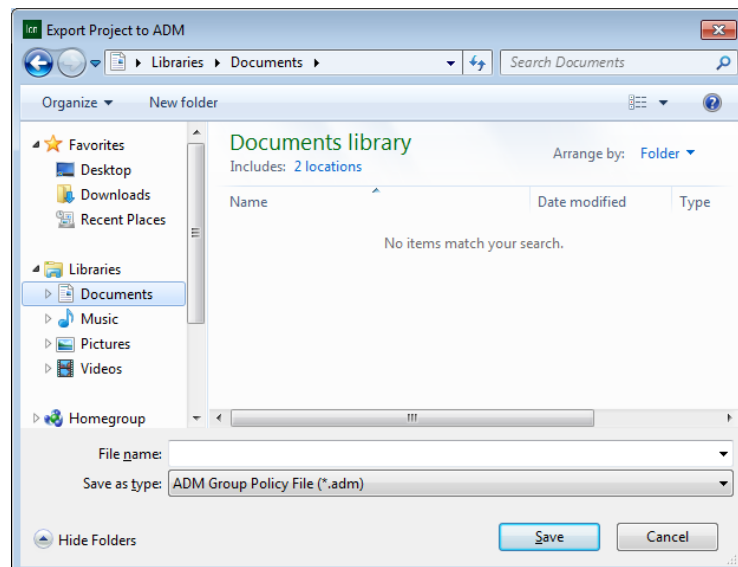 icn Export Project to ADM
Libraries Documents
Search Documents
Organize New folder
Favorites
Desktop
Downloads
Recent Places
Libraries
Documents
Music
Pictures
Videos
Homegroup
Documents library
Includes: 2 locations
Arrange by: Folder
Name Date modified Type
No items match your search.
File name:
Save as type: ADM Group Policy File (*.adm)
Hide Folders
Save Cancel